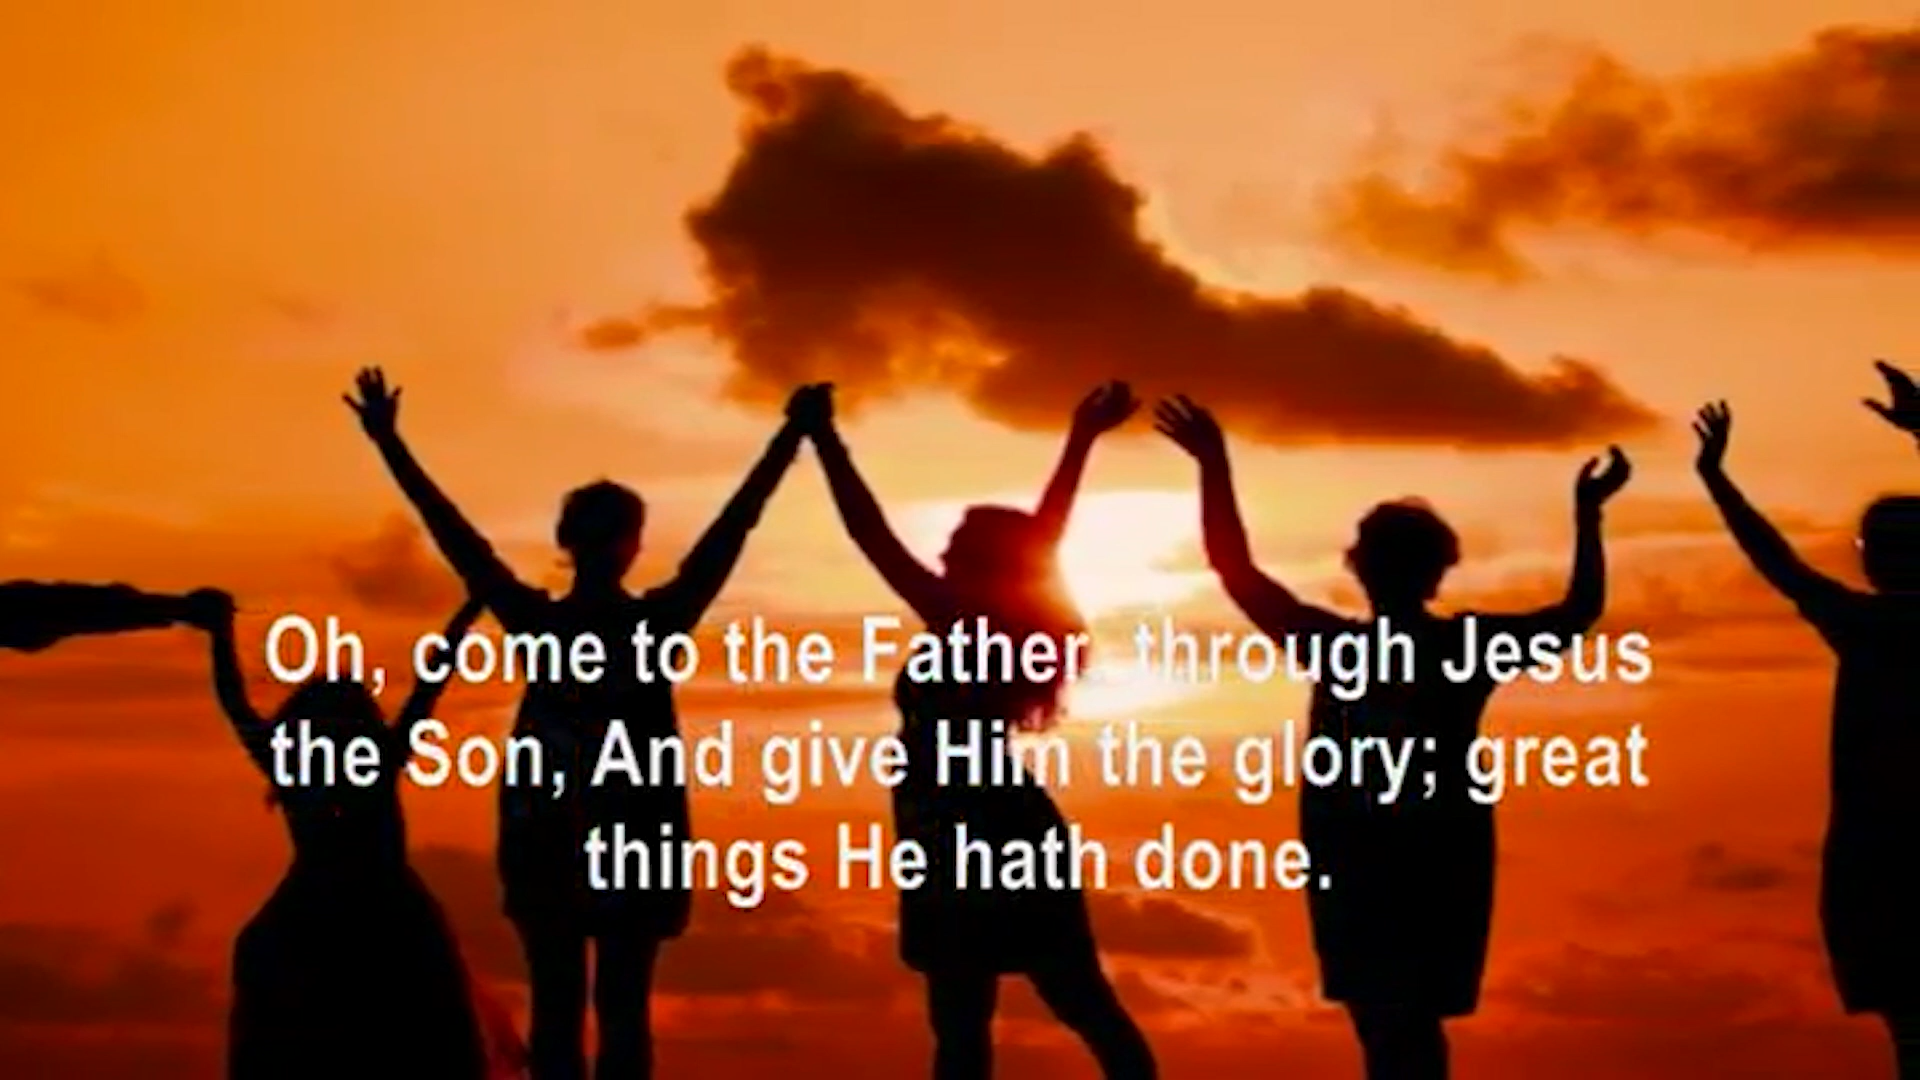 Oh, come to the Father, through Jesus
the Son, And give Him the glory; great
things He hath done.